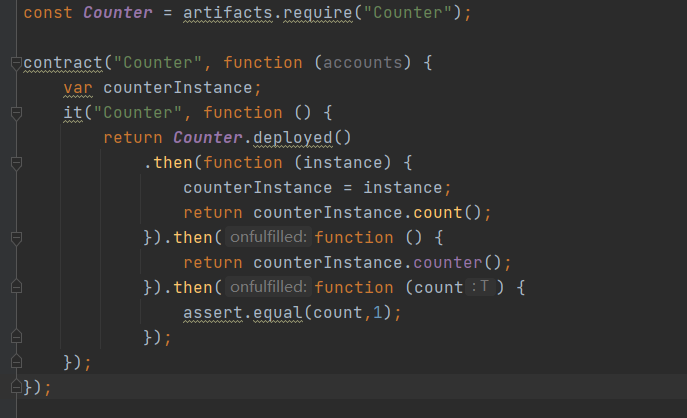 const Counter = artifacts.require("Counter");
contract("Counter", function (accounts) {
var counterInstance;
it("Counter", function () {
return Counter.deployed()
.then(function (instance) {
counterInstance = instance;
return counterInstance.count();
}).then( onfulfilled: function () {
return counterInstance.counter();
}).then( onfulfilled: function (count : T ) {
assert.equal(count,1);
});
});
});